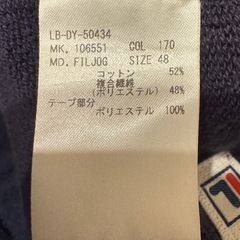 LB-DY-50434
MK. 106551 COL 170
MD. FILJOG SIZE 48
コットン 52%
複合繊維
(ポリエステル) 48%
テープ部分
ポリエステル 100%